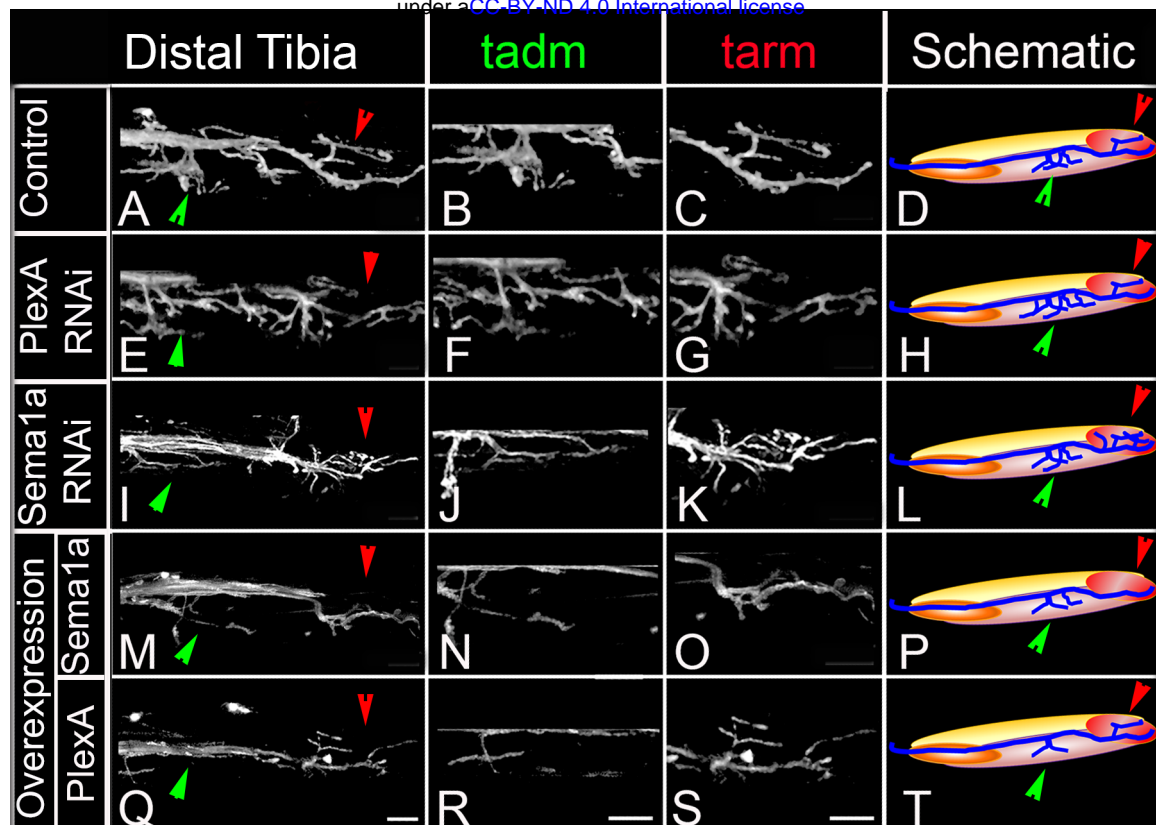 under aCC-BY-ND 4.0 International license
Distal Tibia
tadm
tarm
Schematic
Control
A
B
C
D
PlexA
RNAi
E
F
G
H
Sema1a
RNAi
I
J
K
L
Overexpression
Sema1a
M
N
O
P
PlexA
Q
R
S
T